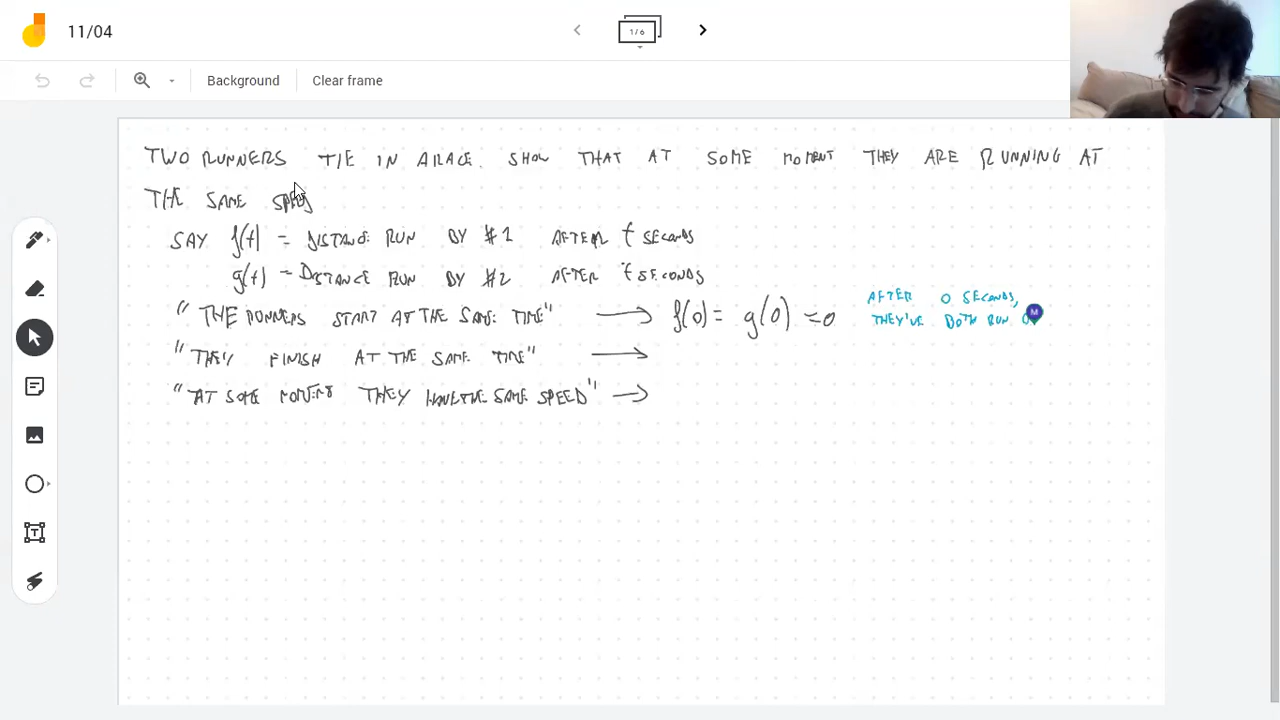 11/04
1/6
Background
Clear frame
TWO RUNNERS TIE IN A RACE. SHOW THAT AT SOME MOMENT THEY ARE RUNNING AT
THE SAME SPEED
SAY f(t) = DISTANCE RUN BY #1 AFTER t SECONDS
g(t) = DISTANCE RUN BY #2 AFTER t SECONDS
"THE RUNNERS START AT THE SAME TIME" → f(0) = g(0) = 0
AFTER 0 SECONDS,
THEY'VE BOTH RUN
M
"THEY FINISH AT THE SAME TIME" →
"AT SOME MOMENT THEY HAVE THE SAME SPEED" →